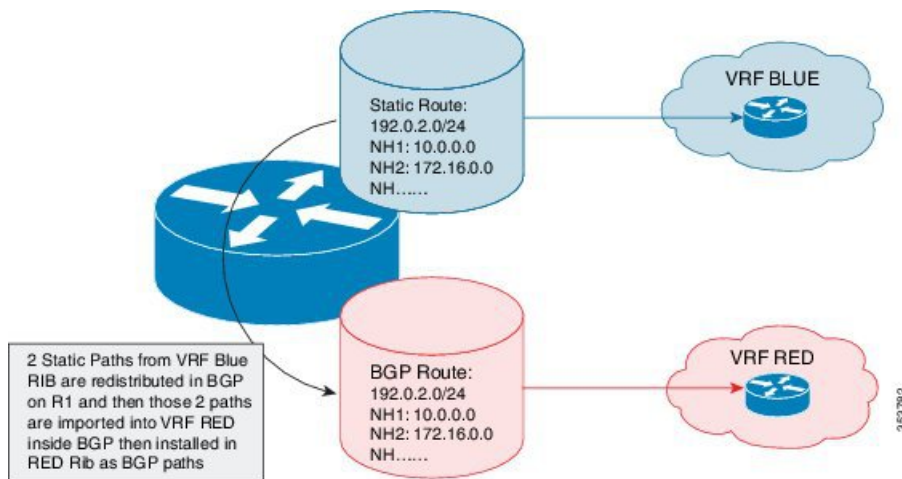 Static Route:
192.0.2.0/24
NH1: 10.0.0.0
NH2: 172.16.0.0
NH......
VRF BLUE
2 Static Paths from VRF Blue
RIB are redistributed in BGP
on R1 and then those 2 paths
are imported into VRF RED
inside BGP then installed in
RED Rib as BGP paths
BGP Route:
192.0.2.0/24
NH1: 10.0.0.0
NH2: 172.16.0.0
NH......
VRF RED